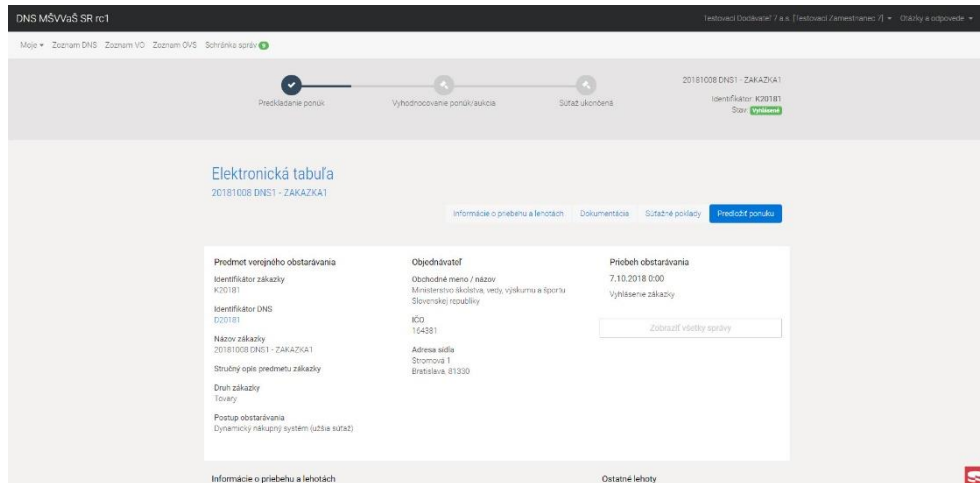 DNS MŠVVaŠ SR rc1
Testovací Dodávateľ 7 a.s. [Testovací Zamestnanec 7] Otázky a odpovede
Moje Zoznam DNS Zoznam VO Zoznam OVS Schránka správ 9
20181008 DNS1 - ZAKAZKA1
Predkladanie ponúk Vyhodnocovanie ponúk/aukcia Súťaž ukončená
Identifikátor K20181
Stav Vyhlásené
Elektronická tabuľa
20181008 DNS1 - ZAKAZKA1
Informácie o priebehu a lehotách Dokumentácia Súťažné poklady Predložiť ponuku
Predmet verejného obstarávania
Identifikátor zákazky
K20181
Identifikátor DNS
D20181
Názov zákazky
20181008 DNS1 - ZAKAZKA1
Stručný opis predmetu zákazky
Druh zákazky
Tovary
Postup obstarávania
Dynamický nákupný systém (užšia súťaž)
Objednávateľ
Obchodné meno / názov
Ministerstvo školstva, vedy, výskumu a športu
Slovenskej republiky
IČO
164381
Adresa sídla
Stromová 1
Bratislava, 81330
Priebeh obstarávania
7.10.2018 0:00
Vyhlásenie zákazky
Zobraziť všetky správy
Informácie o priebehu a lehotách
Ostatné lehoty